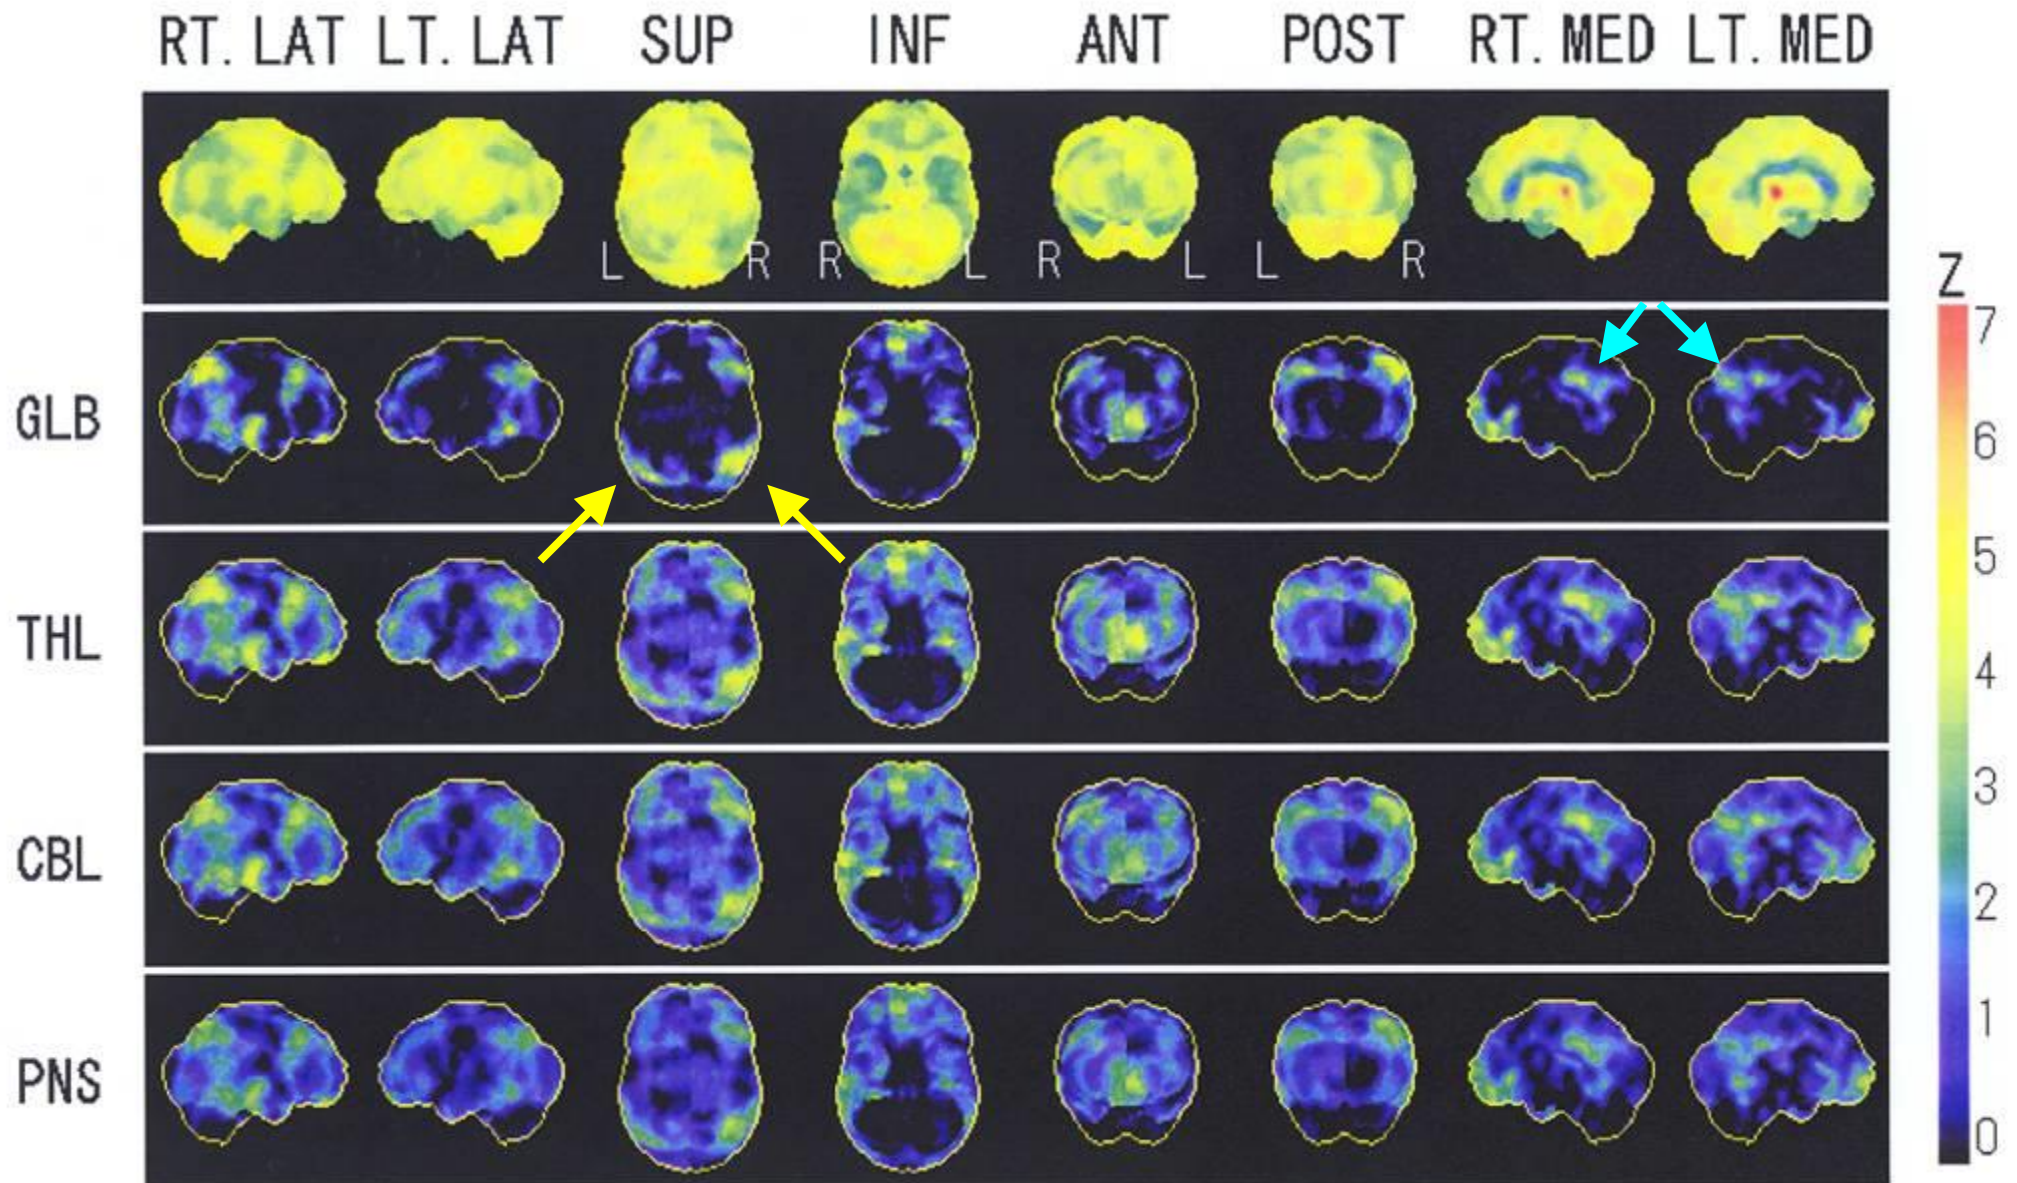 RT. LAT LT. LAT SUP INF ANT POST RT. MED LT. MED
L R R L R L L R
Z
7
GLB
6
5
THL
4
3
CBL
2
1
PNS
0